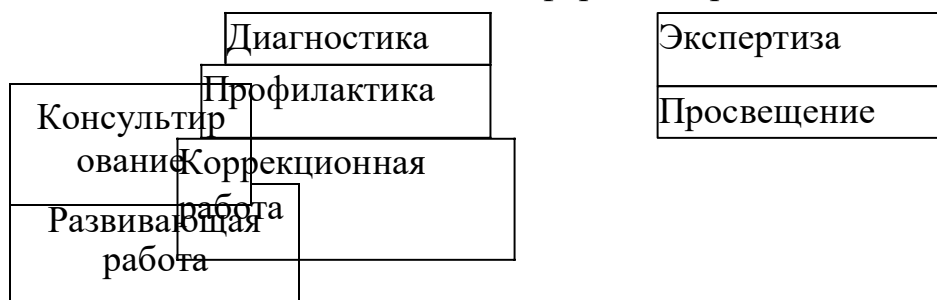 Диагностика
Экспертиза
Профилактика
Просвещение
Консультир
ование
Коррекционная
работа
Развивающая
работа